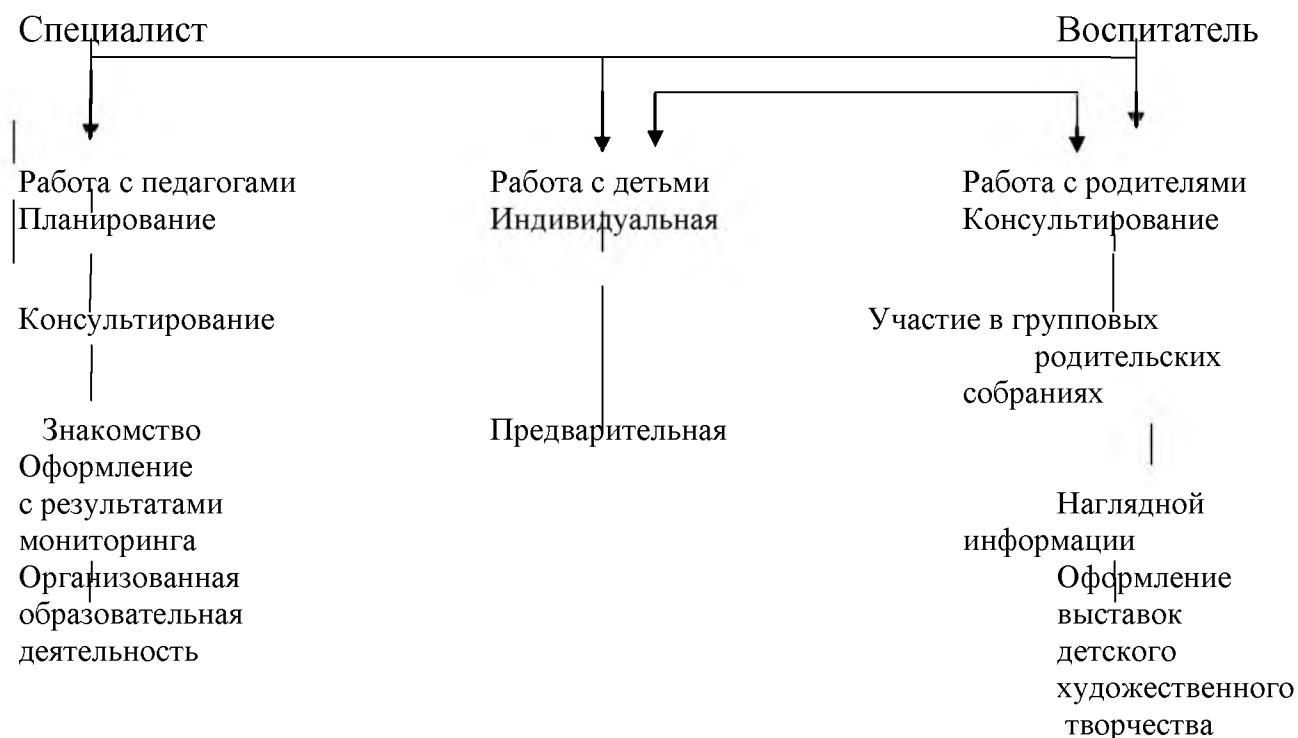 Специалист Воспитатель
Работа с педагогами Работа с детьми Работа с родителями
Планирование Индивидуальная Консультирование
Консультирование Участие в групповых
родительских
собраниях
Знакомство Предварительная
Оформление
с результатами Наглядной
мониторинга информации
Организованная Оформление
образовательная выставок
деятельность детского
художественного
творчества